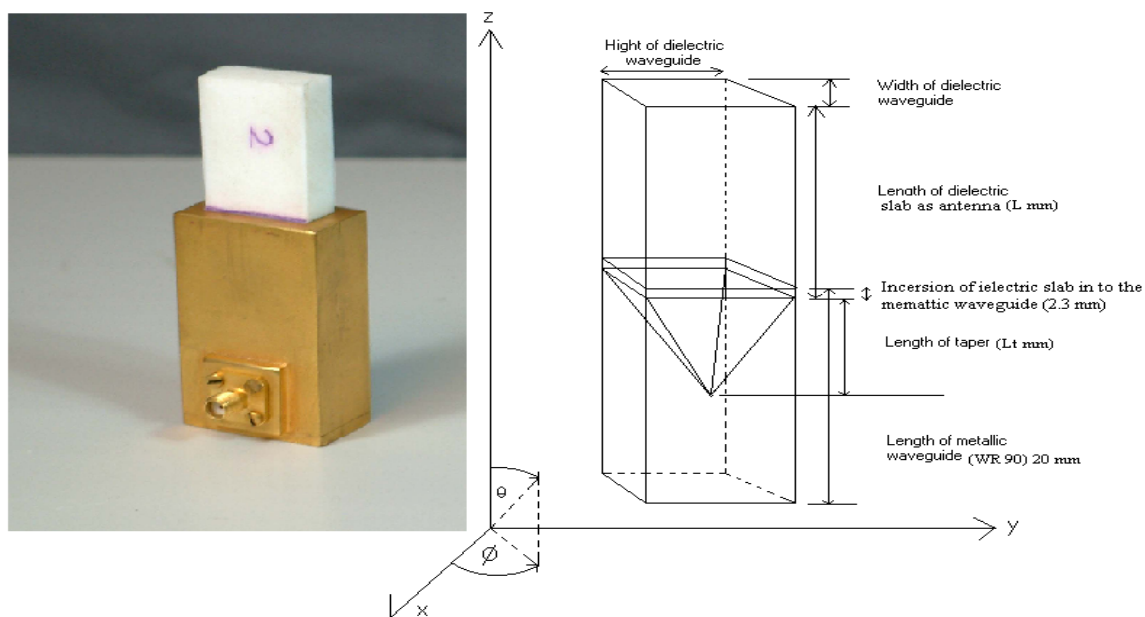 2
z
Hight of dielectric
waveguide
Width of dielectric
waveguide
Length of dielectric
slab as antenna (L mm)
Incersion of ielectric slab in to the
memattic waveguide (2.3 mm)
Length of taper (Lt mm)
Length of metallic
waveguide (WR 90) 20 mm
θ
y
Ø
x